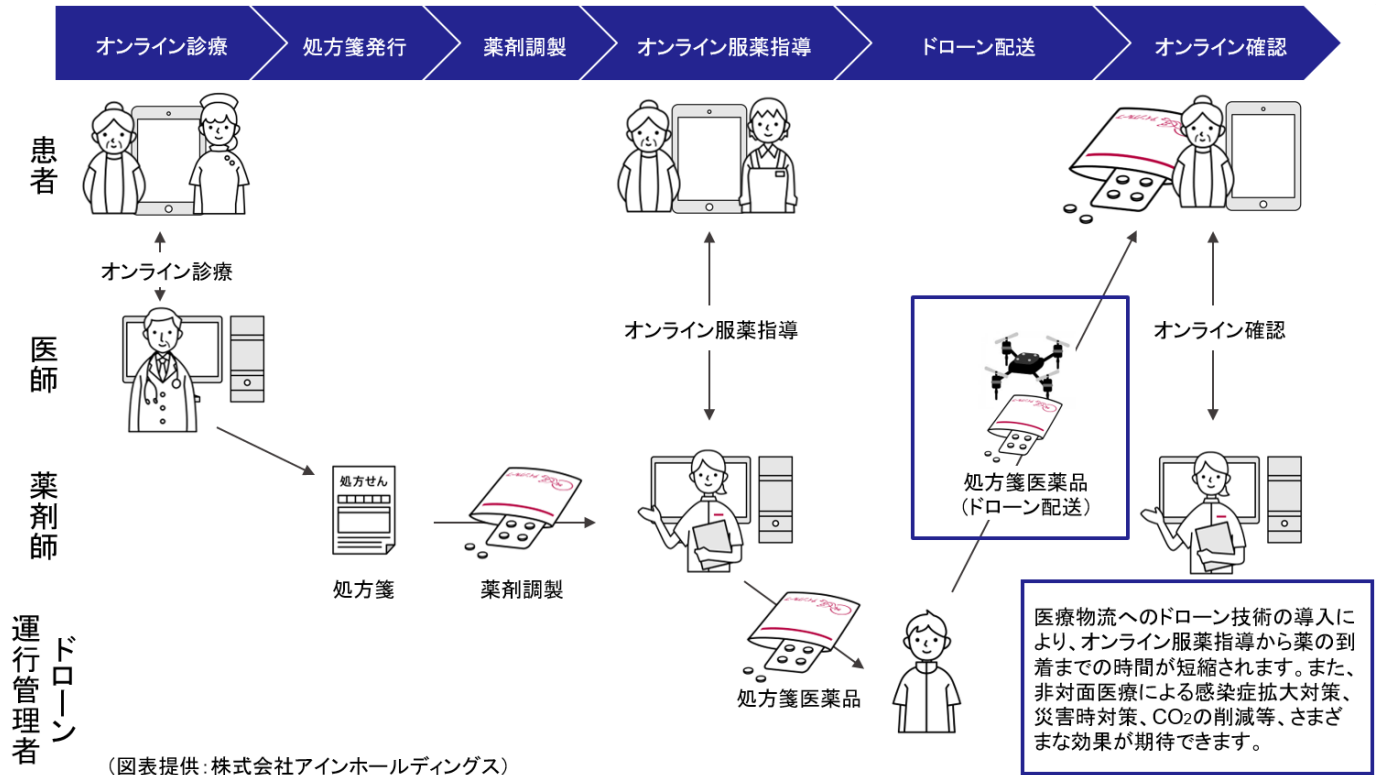 オンライン診療
処方箋発行
薬剤調製
オンライン服薬指導
ドローン配送
オンライン確認
患者
オンライン診療
医師
オンライン服薬指導
オンライン確認
薬剤師
処方せん
処方箋
薬剤調製
処方箋医薬品
(ドローン配送)
処方箋医薬品
ドローン
運行管理者
医療物流へのドローン技術の導入に
より、オンライン服薬指導から薬の到
着までの時間が短縮されます。また、
非対面医療による感染症拡大対策、
災害時対策、CO2の削減等、さまざ
まな効果が期待できます。
(図表提供:株式会社アインホールディングス)